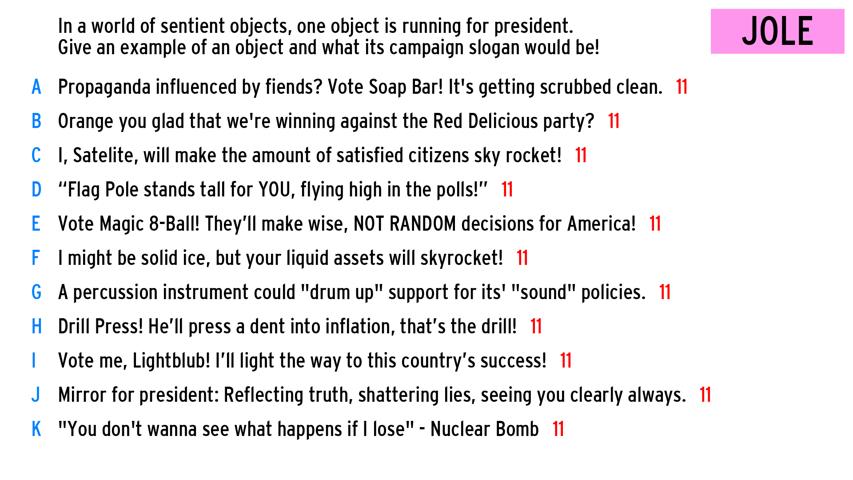 In a world of sentient objects, one object is running for president.
Give an example of an object and what its campaign slogan would be!
JOLE
A Propaganda influenced by fiends? Vote Soap Bar! It's getting scrubbed clean. 11
B Orange you glad that we're winning against the Red Delicious party? 11
C I, Satelite, will make the amount of satisfied citizens sky rocket! 11
D “Flag Pole stands tall for YOU, flying high in the polls!” 11
E Vote Magic 8-Ball! They’ll make wise, NOT RANDOM decisions for America! 11
F I might be solid ice, but your liquid assets will skyrocket! 11
G A percussion instrument could "drum up" support for its' "sound" policies. 11
H Drill Press! He’ll press a dent into inflation, that’s the drill! 11
I Vote me, Lightblub! I’ll light the way to this country’s success! 11
J Mirror for president: Reflecting truth, shattering lies, seeing you clearly always. 11
K "You don't wanna see what happens if I lose" - Nuclear Bomb 11